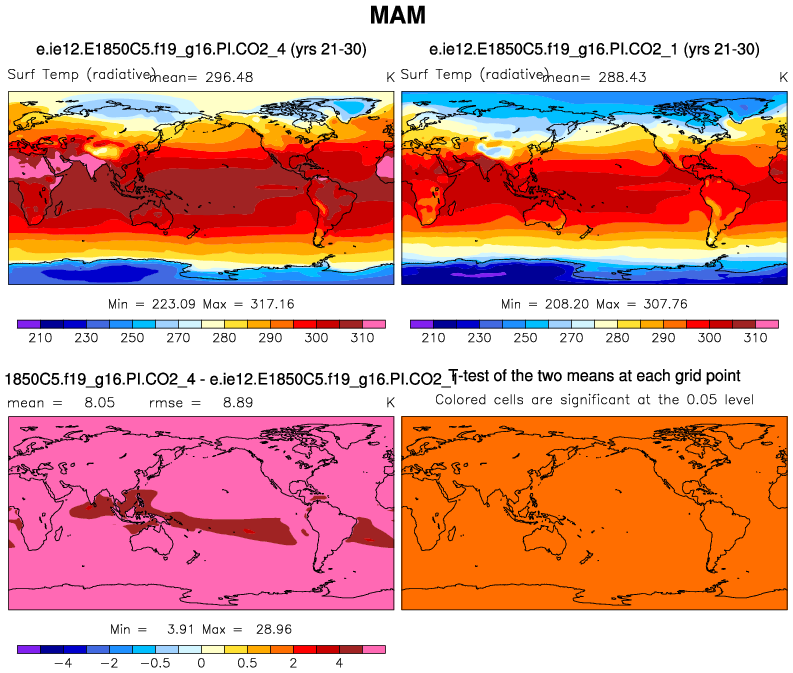 MAM
e.ie12.E1850C5.f19_g16.PI.CO2_4 (yrs 21-30)
e.ie12.E1850C5.f19_g16.PI.CO2_1 (yrs 21-30)
Surf Temp (radiative) mean= 296.48 K
Surf Temp (radiative) mean= 288.43 K
Min = 223.09 Max = 317.16
Min = 208.20 Max = 307.76
210 230 250 270 280 290 300 310
210 230 250 270 280 290 300 310
1850C5.f19_g16.PI.CO2_4 - e.ie12.E1850C5.f19_g16.PI.CO2_1
T-test of the two means at each grid point
mean = 8.05 rmse = 8.89 K
Colored cells are significant at the 0.05 level
Min = 3.91 Max = 28.96
-4 -2 -0.5 0 0.5 2 4